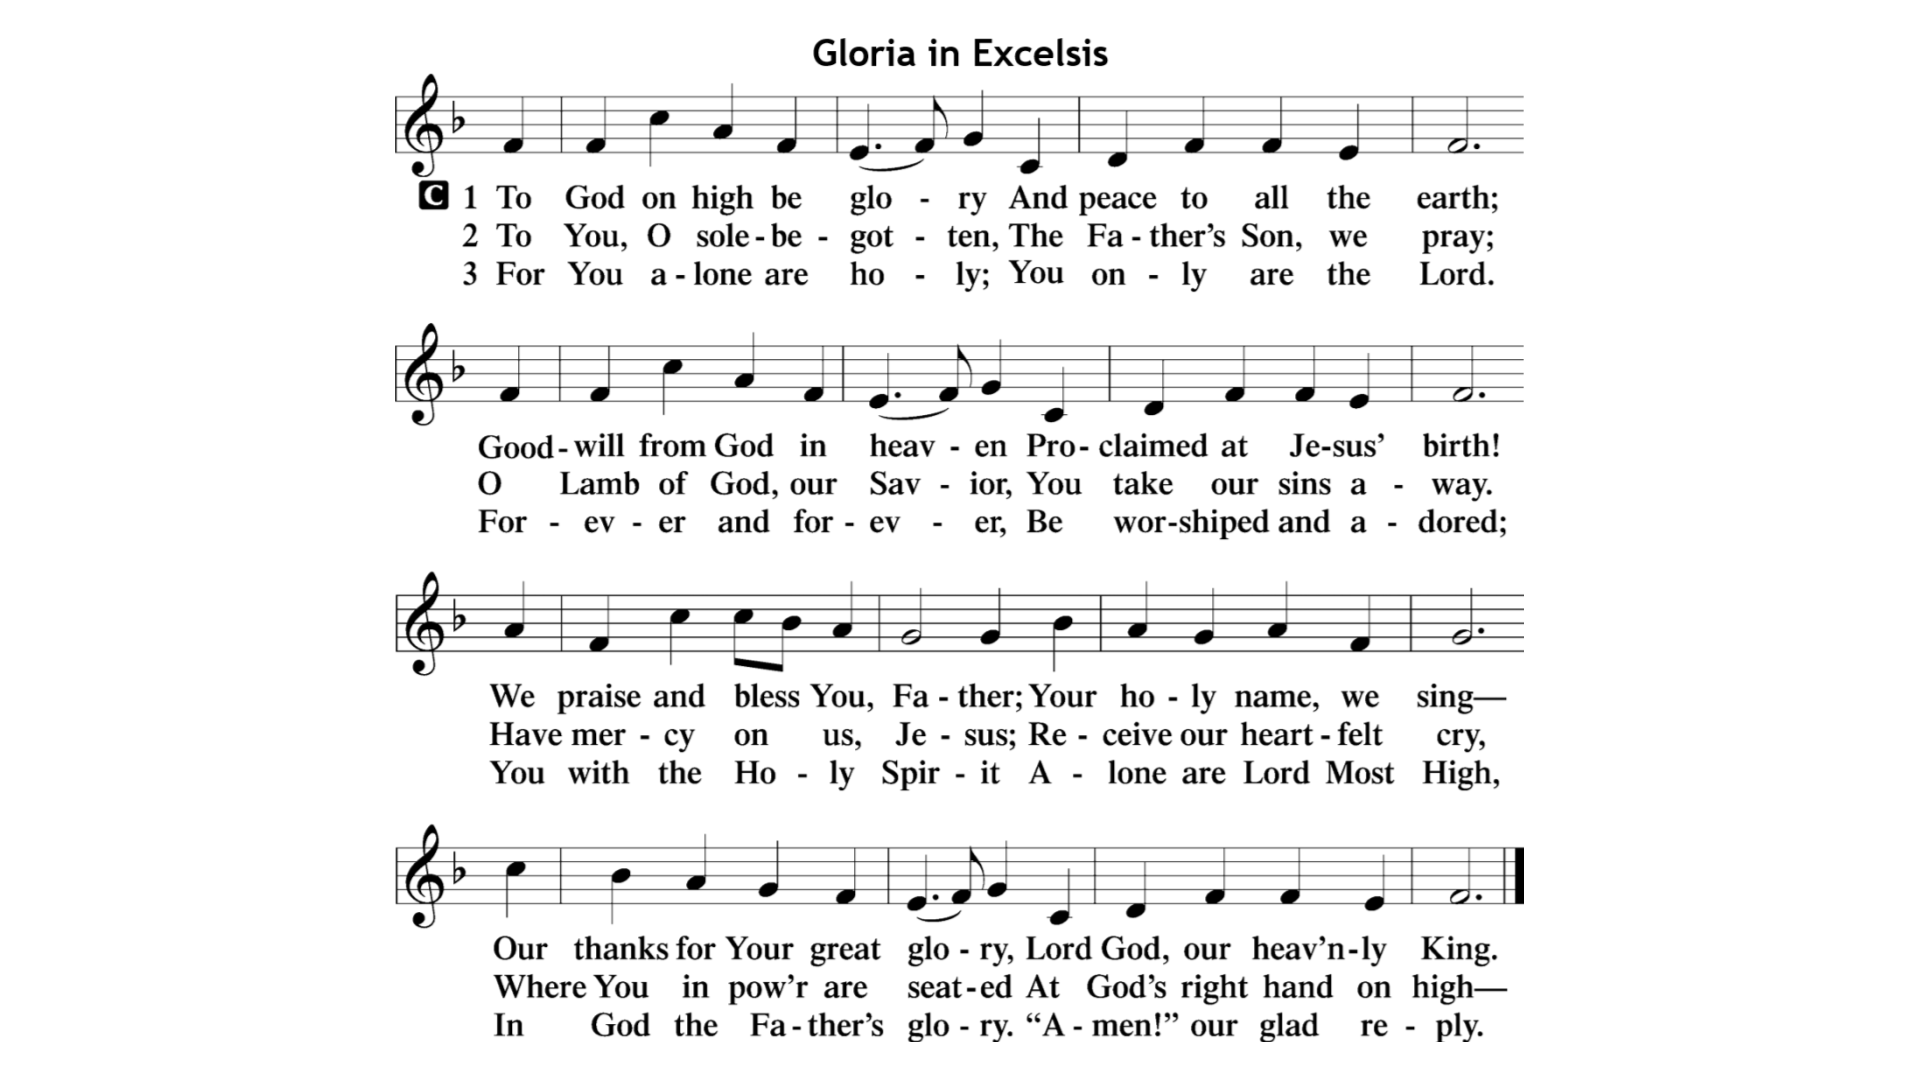 Gloria in Excelsis
C 1 To God on high be glo - ry And peace to all the earth;
2 To You, O sole - be - got - ten, The Fa - ther’s Son, we pray;
3 For You a - lone are ho - ly; You on - ly are the Lord.
Good - will from God in heav - en Pro - claimed at Je - sus’ birth!
O Lamb of God, our Sav - ior, You take our sins a - way.
For - ev - er and for - ev - er, Be wor - shiped and a - dored;
We praise and bless You, Fa - ther; Your ho - ly name, we sing—
Have mer - cy on us, Je - sus; Re - ceive our heart - felt cry,
You with the Ho - ly Spir - it A - lone are Lord Most High,
Our thanks for Your great glo - ry, Lord God, our heav’n - ly King.
Where You in pow’r are seat - ed At God’s right hand on high—
In God the Fa - ther’s glo - ry. “A - men!” our glad re - ply.